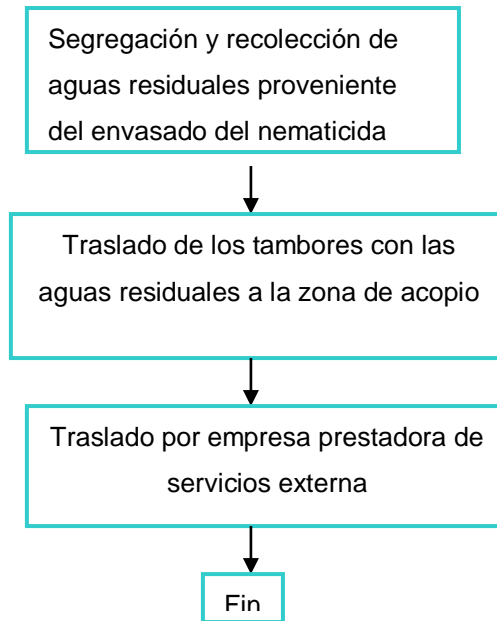 Segregación y recolección de
aguas residuales proveniente
del envasado del nematicida
Traslado de los tambores con las
aguas residuales a la zona de acopio
Traslado por empresa prestadora de
servicios externa
Fin